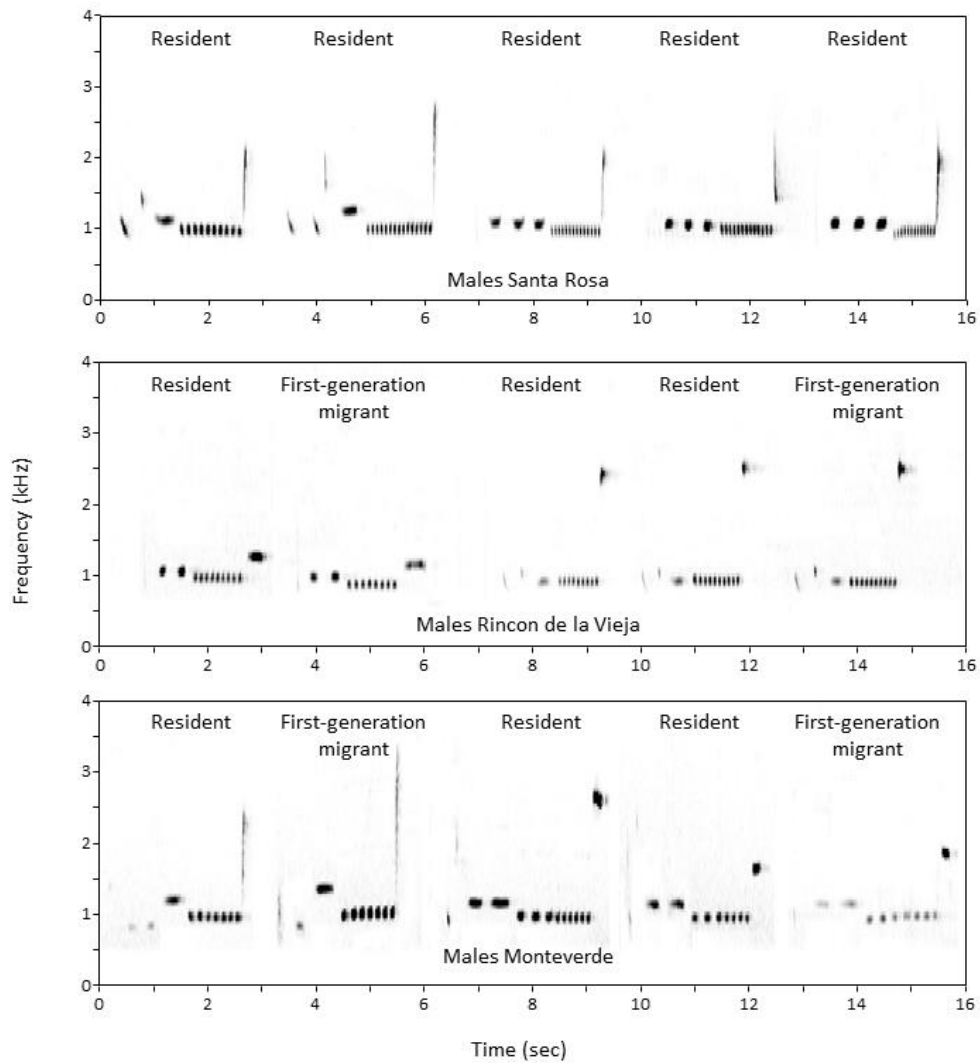 4
Resident Resident Resident Resident Resident
3
2
1
Males Santa Rosa
0
0 2 4 6 8 10 12 14 16
4
Resident First-generation migrant Resident Resident First-generation migrant
3
2
1
Males Rincon de la Vieja
0
0 2 4 6 8 10 12 14 16
4
Resident First-generation migrant Resident Resident First-generation migrant
3
2
1
Males Monteverde
0
0 2 4 6 8 10 12 14 16
Frequency (kHz)
Time (sec)